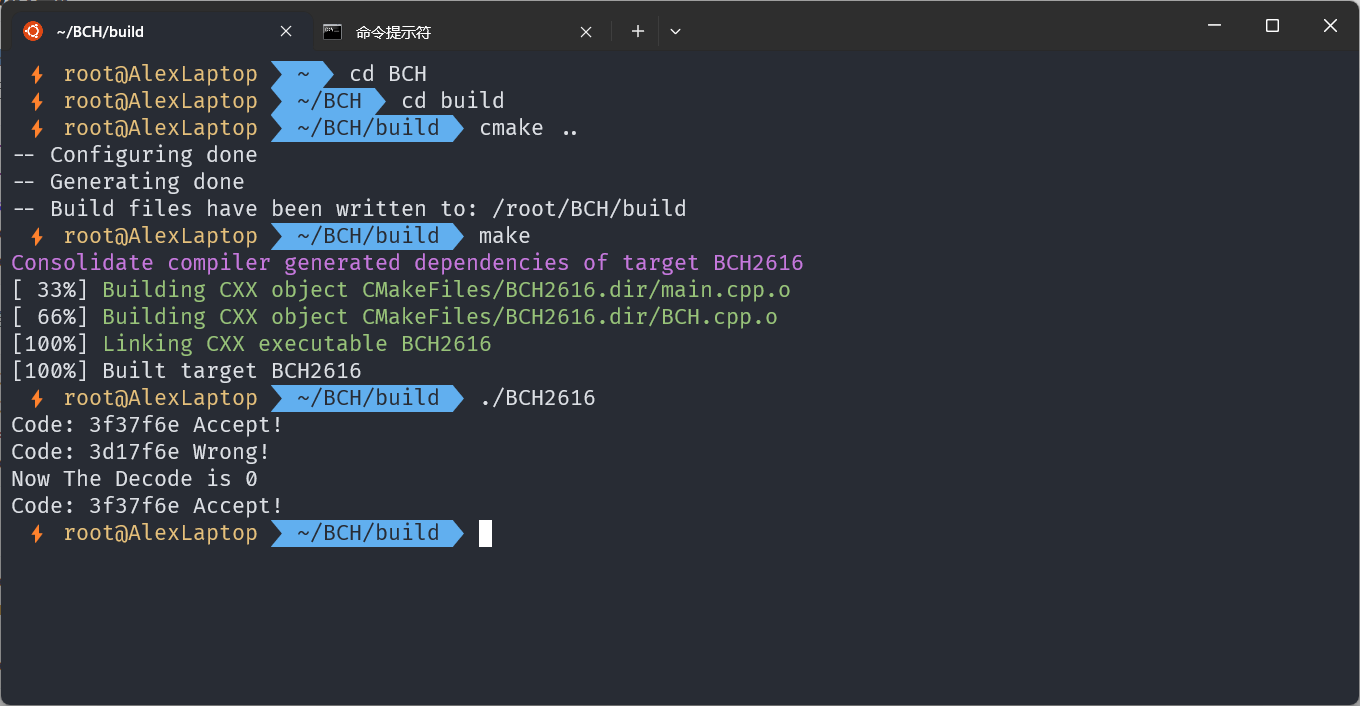 ~/BCH/build 命令提示符
root@AlexLaptop ~ cd BCH
root@AlexLaptop ~/BCH cd build
root@AlexLaptop ~/BCH/build cmake ..
-- Configuring done
-- Generating done
-- Build files have been written to: /root/BCH/build
root@AlexLaptop ~/BCH/build make
Consolidate compiler generated dependencies of target BCH2616
[ 33%] Building CXX object CMakeFiles/BCH2616.dir/main.cpp.o
[ 66%] Building CXX object CMakeFiles/BCH2616.dir/BCH.cpp.o
[100%] Linking CXX executable BCH2616
[100%] Built target BCH2616
root@AlexLaptop ~/BCH/build ./BCH2616
Code: 3f37f6e Accept!
Code: 3d17f6e Wrong!
Now The Decode is 0
Code: 3f37f6e Accept!
root@AlexLaptop ~/BCH/build